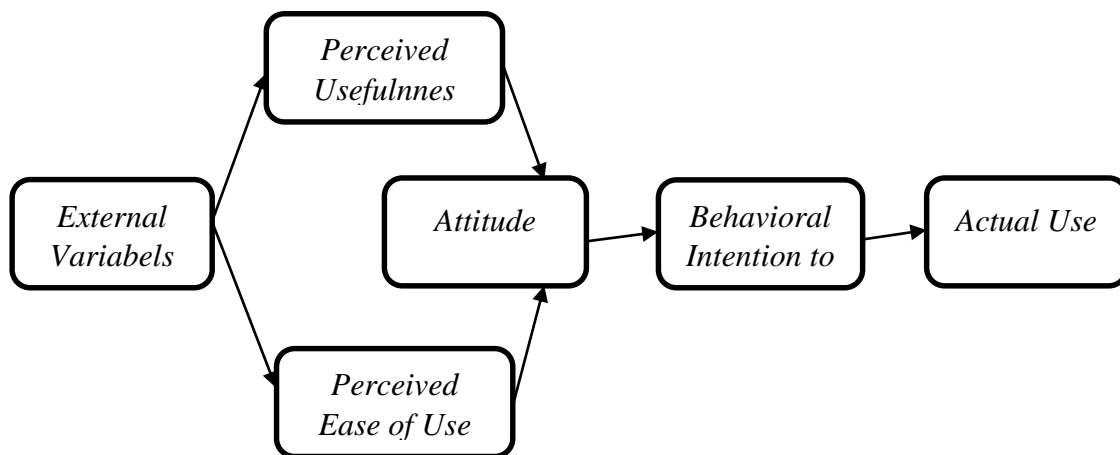 Perceived
Usefulnnes
External
Variabels
Attitude
Behavioral
Intention to
Actual Use
Perceived
Ease of Use